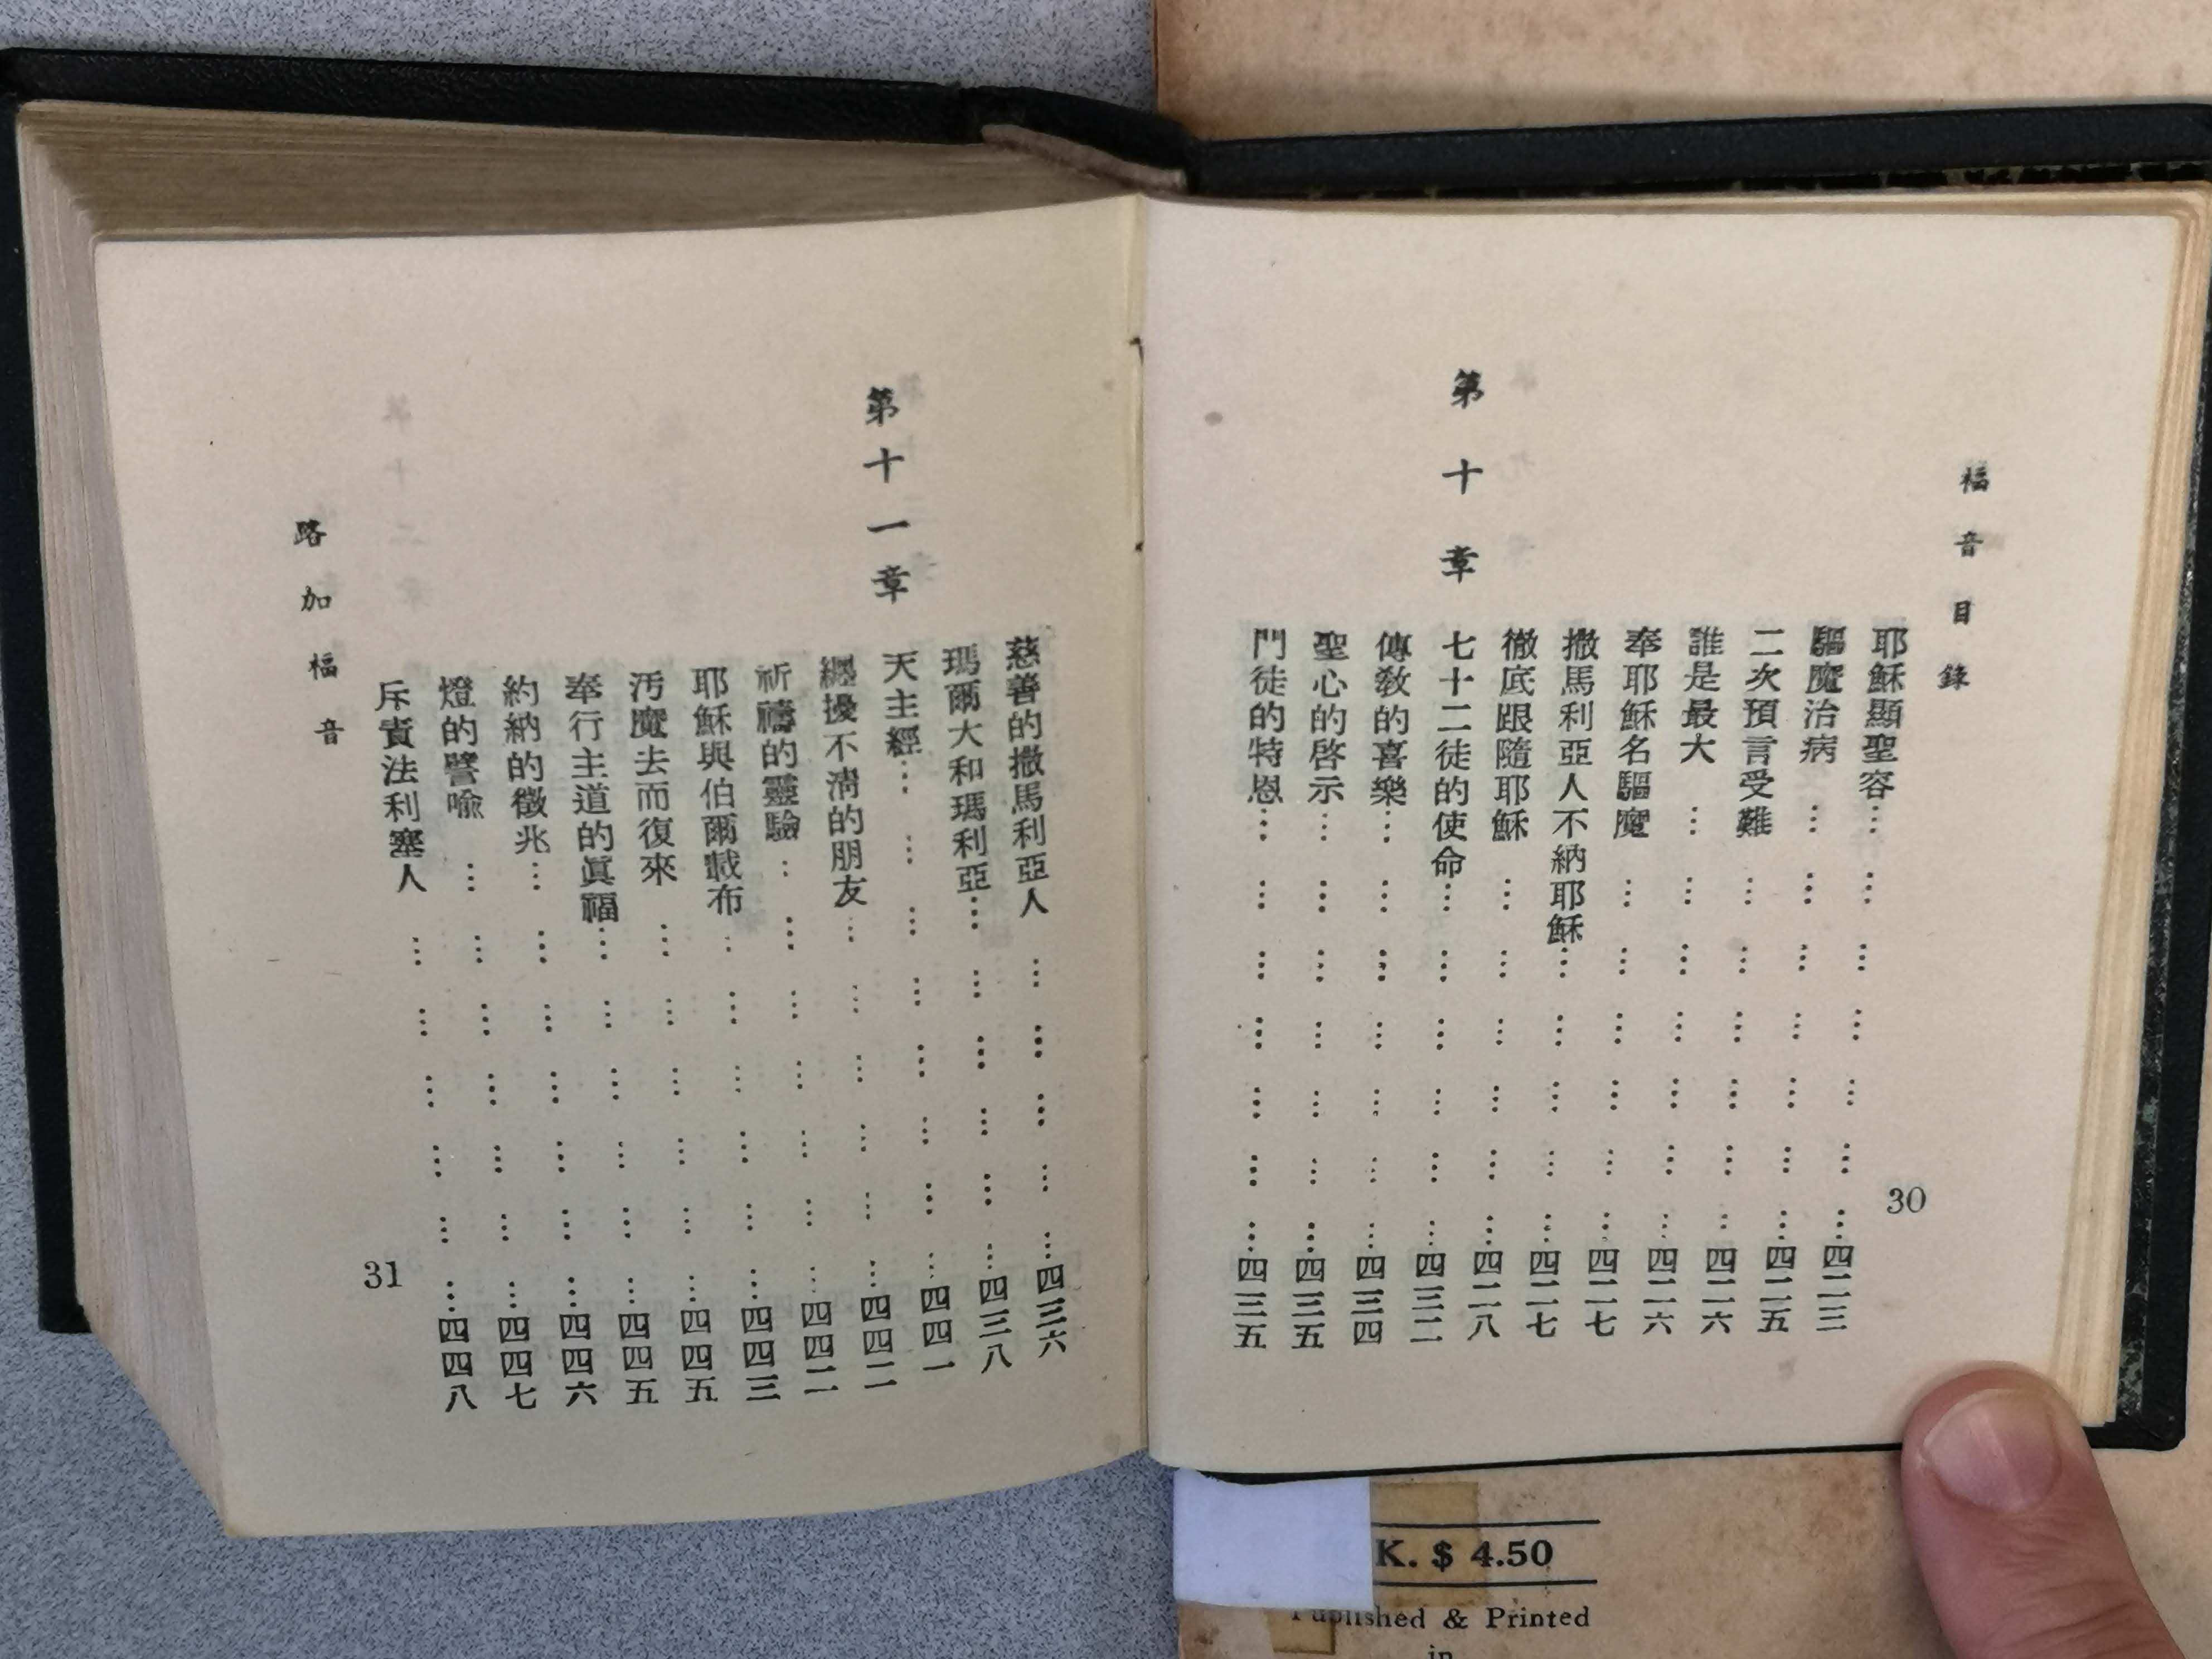 福音目錄
耶穌顯聖容……………………四二三
驅魔治病……………………四二三
二次預言受難……………………四二五
誰是最大……………………四二六
奉耶穌名驅魔……………………四二六
撒馬利亞人不納耶穌……………………四二七
徹底跟隨耶穌……………………四二七
第十章
七十二徒的使命……………………四二八
傳敎的喜樂……………………四三二
聖心的啓示……………………四三四
門徒的特恩……………………四三五
30
慈善的撒馬利亞人……………………四三六
瑪爾大和瑪利亞……………………四三八
第十一章
天主經……………………四四一
纏擾不淸的朋友……………………四四二
祈禱的靈驗……………………四四二
耶穌與伯爾載布……………………四四三
汚魔去而復來……………………四四五
奉行主道的眞福……………………四四五
約納的徵兆……………………四四六
燈的譬喩……………………四四七
斥責法利塞人……………………四四八
路加福音
31
K. $ 4.50
Published & Printed
in